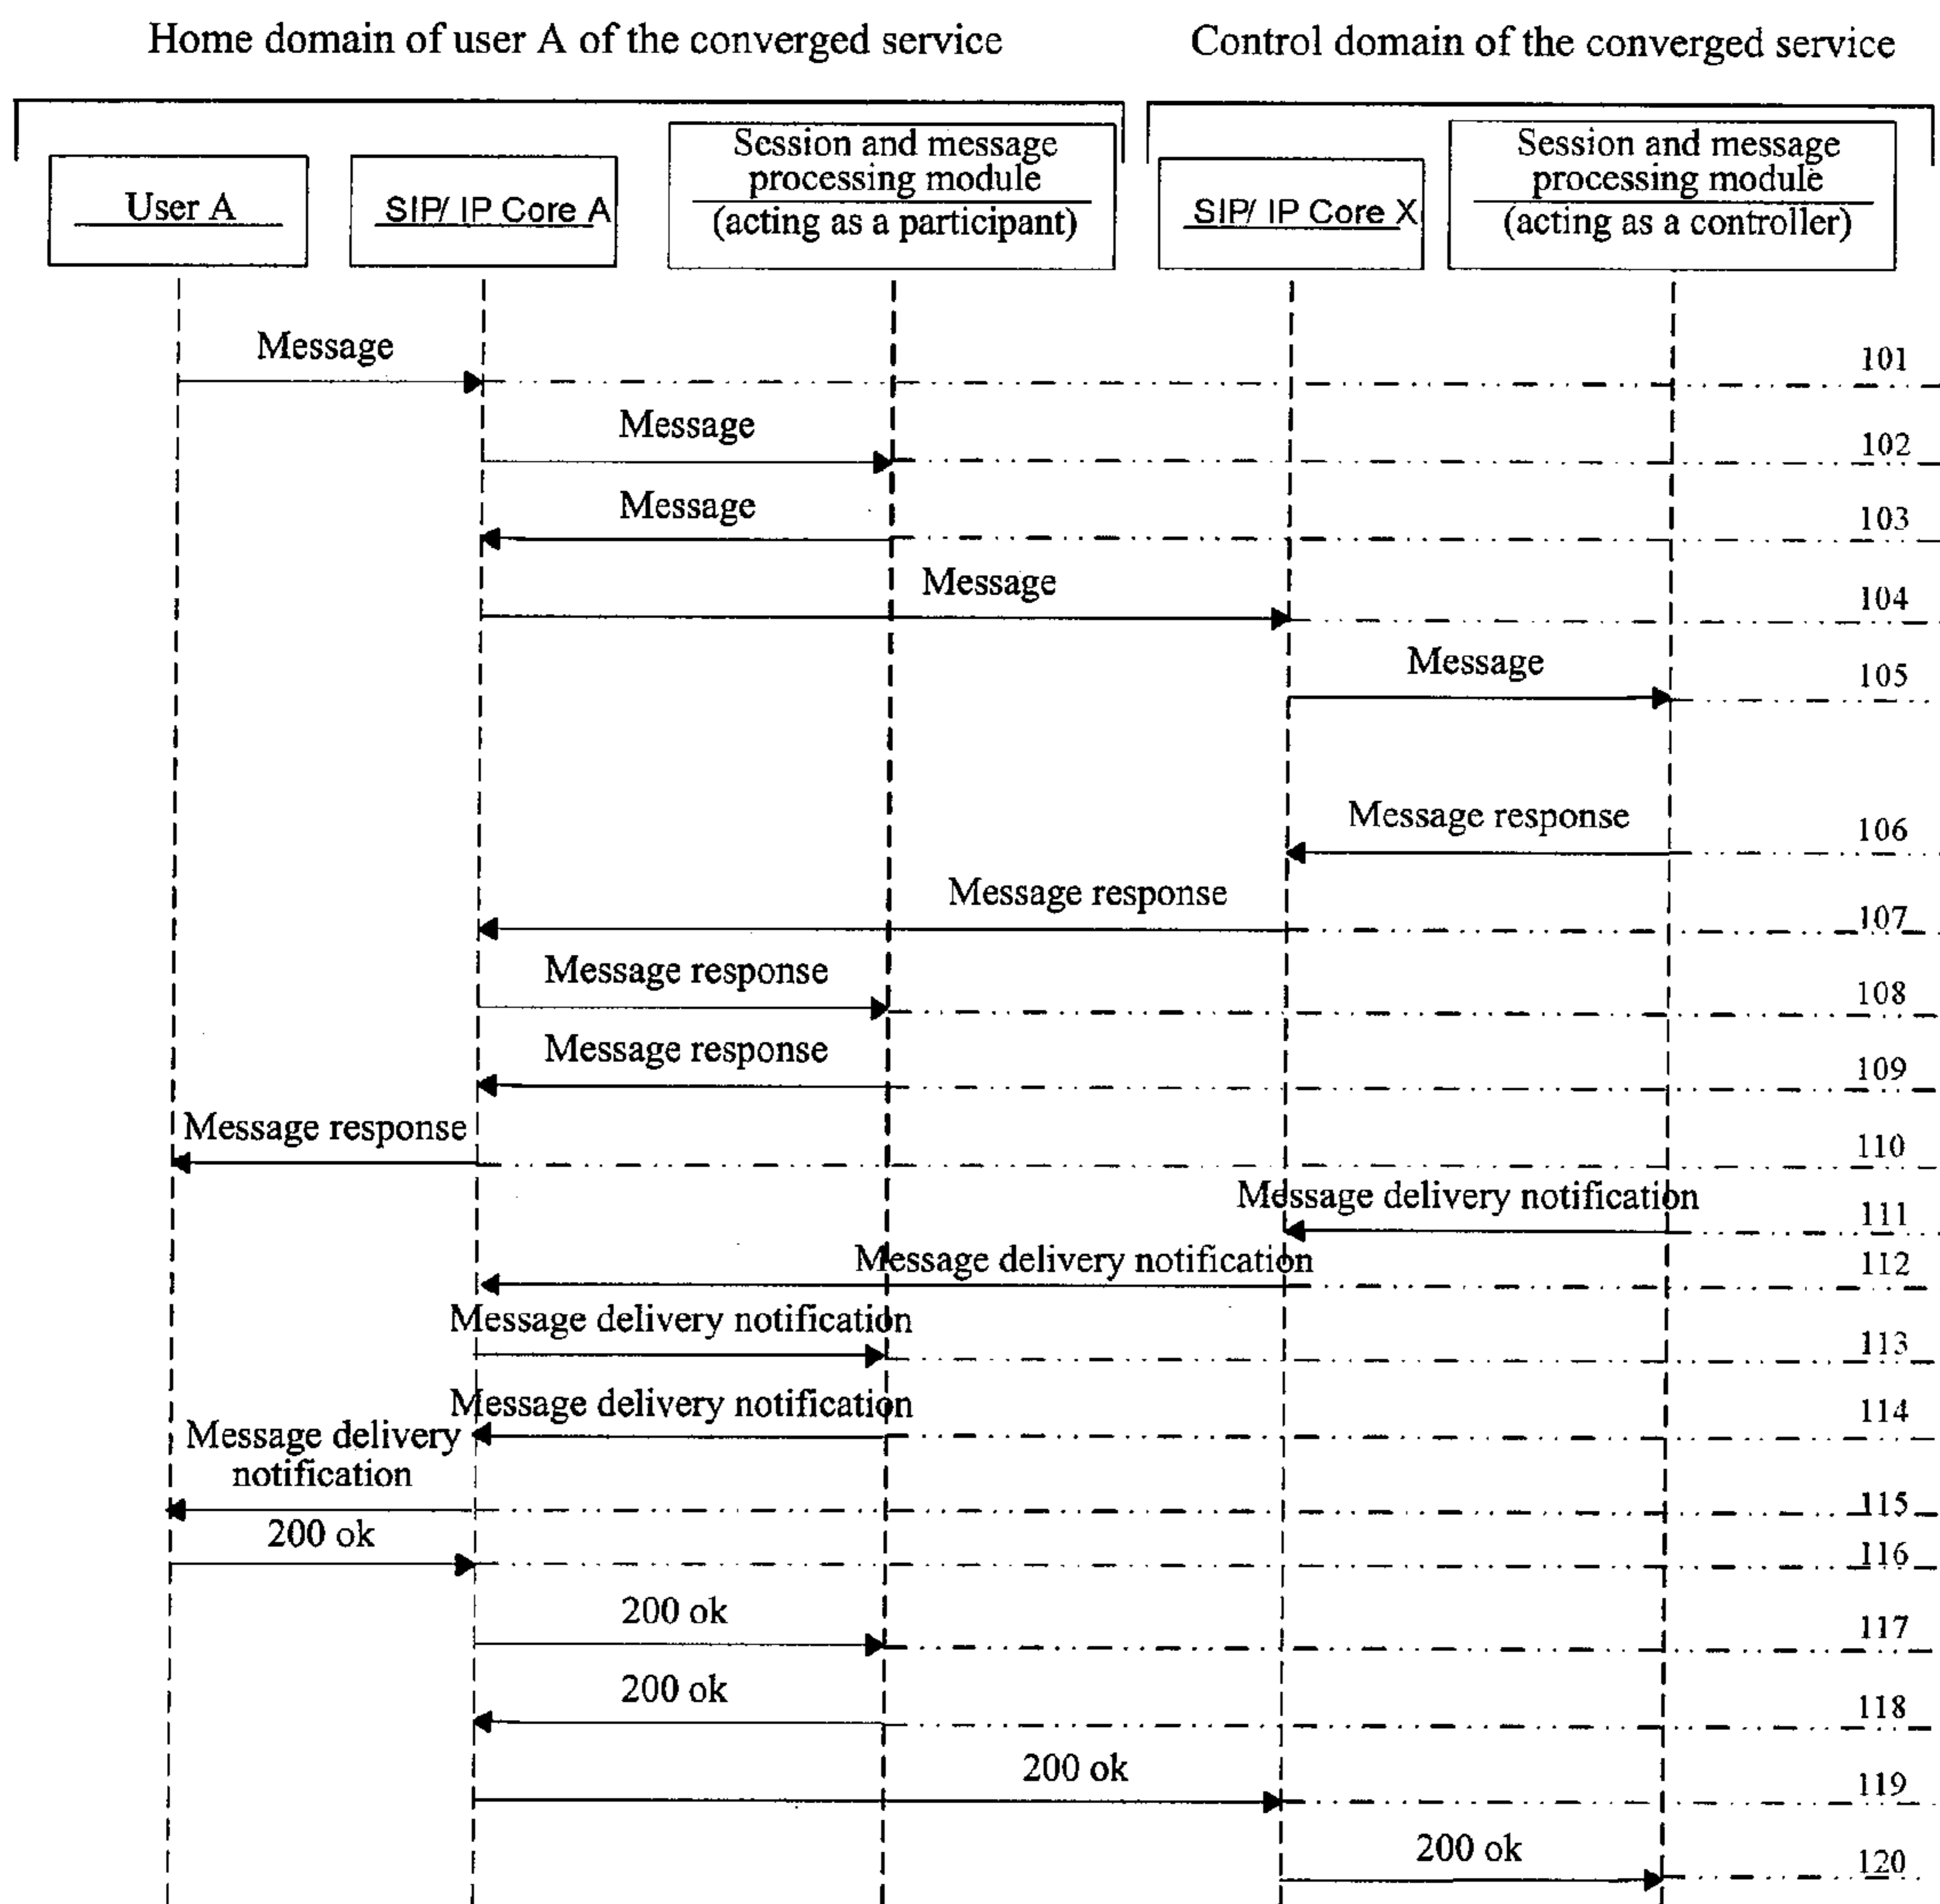 Home domain of user A of the converged service
Control domain of the converged service
User A
SIP/ IP Core A
Session and message
processing module
(acting as a participant)
SIP/ IP Core X
Session and message
processing module
(acting as a controller)
Message
101
Message
102
Message
103
Message
104
Message
105
Message response
106
Message response
107
Message response
108
Message response
109
Message response
110
Message delivery notification
111
Message delivery notification
112
Message delivery notification
113
Message delivery notification
114
Message delivery
notification
115
200 ok
116
200 ok
117
200 ok
118
200 ok
119
200 ok
120